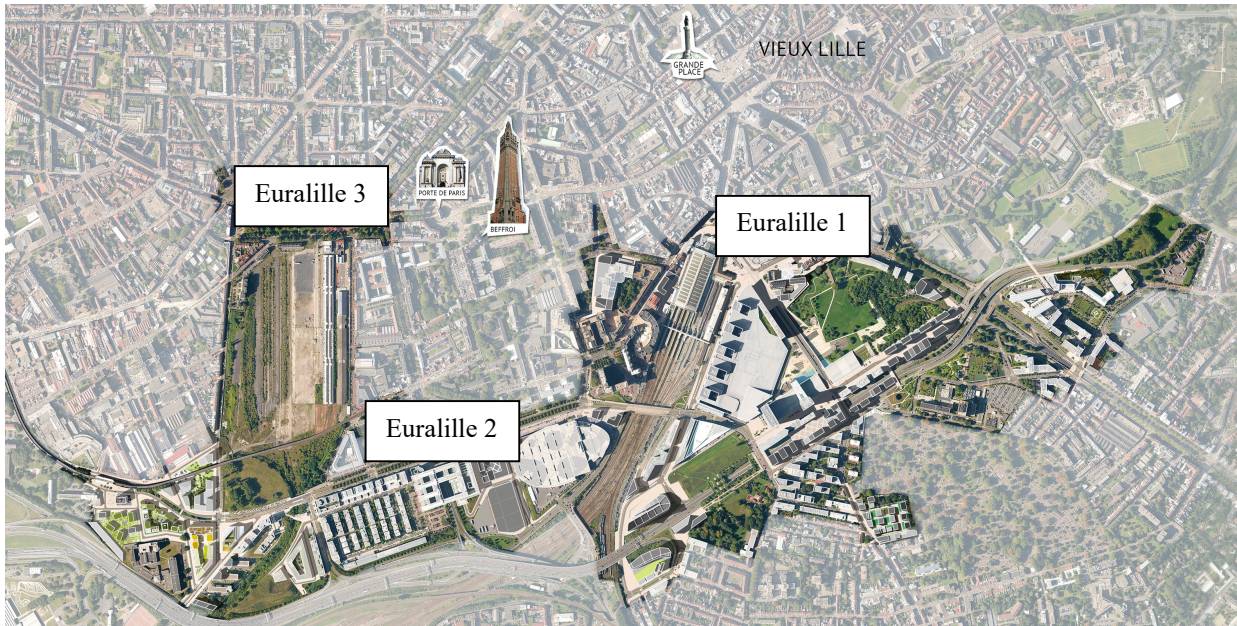 GRANDE
PLACE
VIEUX LILLE
Euralille 3
PORTE DE PARIS
BEFFROI
Euralille 1
Euralille 2